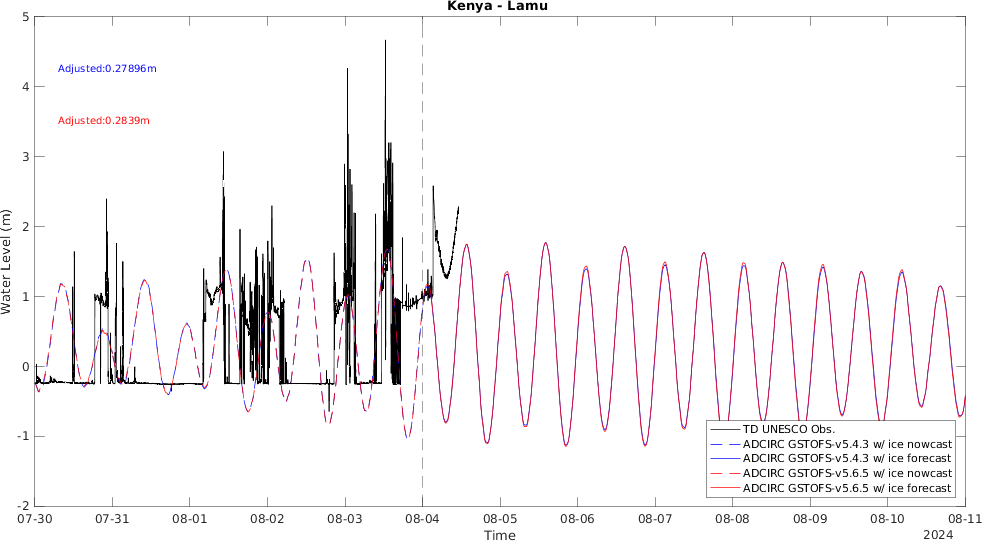 Kenya - Lamu
5
Adjusted:0.27896m
4
Adjusted:0.2839m
3
2
Water Level (m)
1
0
-1
-2
TD UNESCO Obs.
ADCIRC GSTOFS-v5.4.3 w/ ice nowcast
ADCIRC GSTOFS-v5.4.3 w/ ice forecast
ADCIRC GSTOFS-v5.6.5 w/ ice nowcast
ADCIRC GSTOFS-v5.6.5 w/ ice forecast
07-30 07-31 08-01 08-02 08-03 08-04 08-05 08-06 08-07 08-08 08-09 08-10 08-11
Time
2024